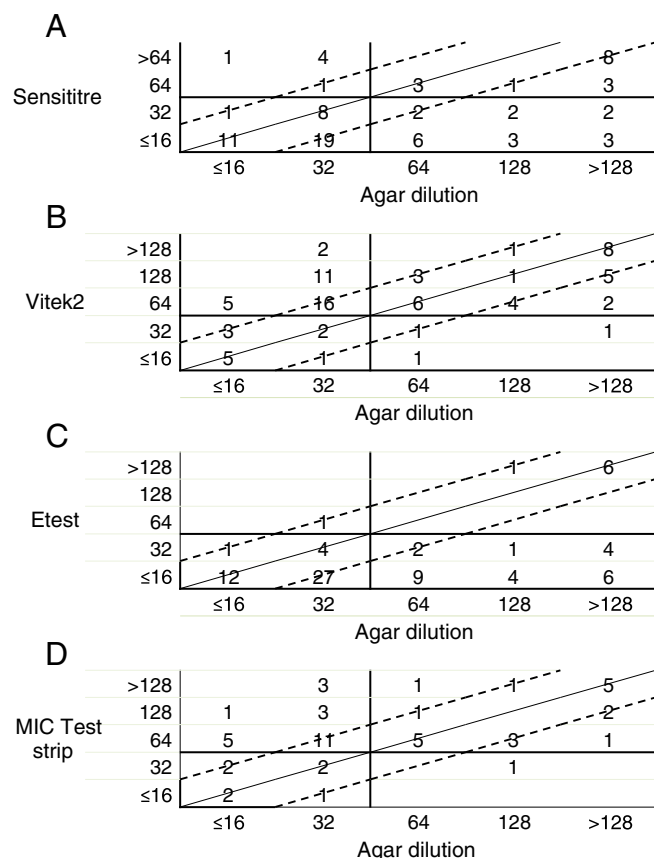 A
>64 1 4 8
64 1 3 1 3
Sensititre
32 1 8 2 2 2
≤16 11 19 6 3 3
≤16 32 64 128 >128
Agar dilution
B
>128 2 1 8
128 11 3 1 5
Vitek2
64 5 16 6 4 2
32 3 2 1 1
≤16 5 1 1
≤16 32 64 128 >128
Agar dilution
C
>128 1 6
128
Etest
64 1
32 1 4 2 1 4
≤16 12 27 9 4 6
≤16 32 64 128 >128
Agar dilution
D
>128 3 1 1 5
128 1 3 1 2
MIC Test
strip
64 5 11 5 3 1
32 2 2 1
≤16 2 1
≤16 32 64 128 >128
Agar dilution